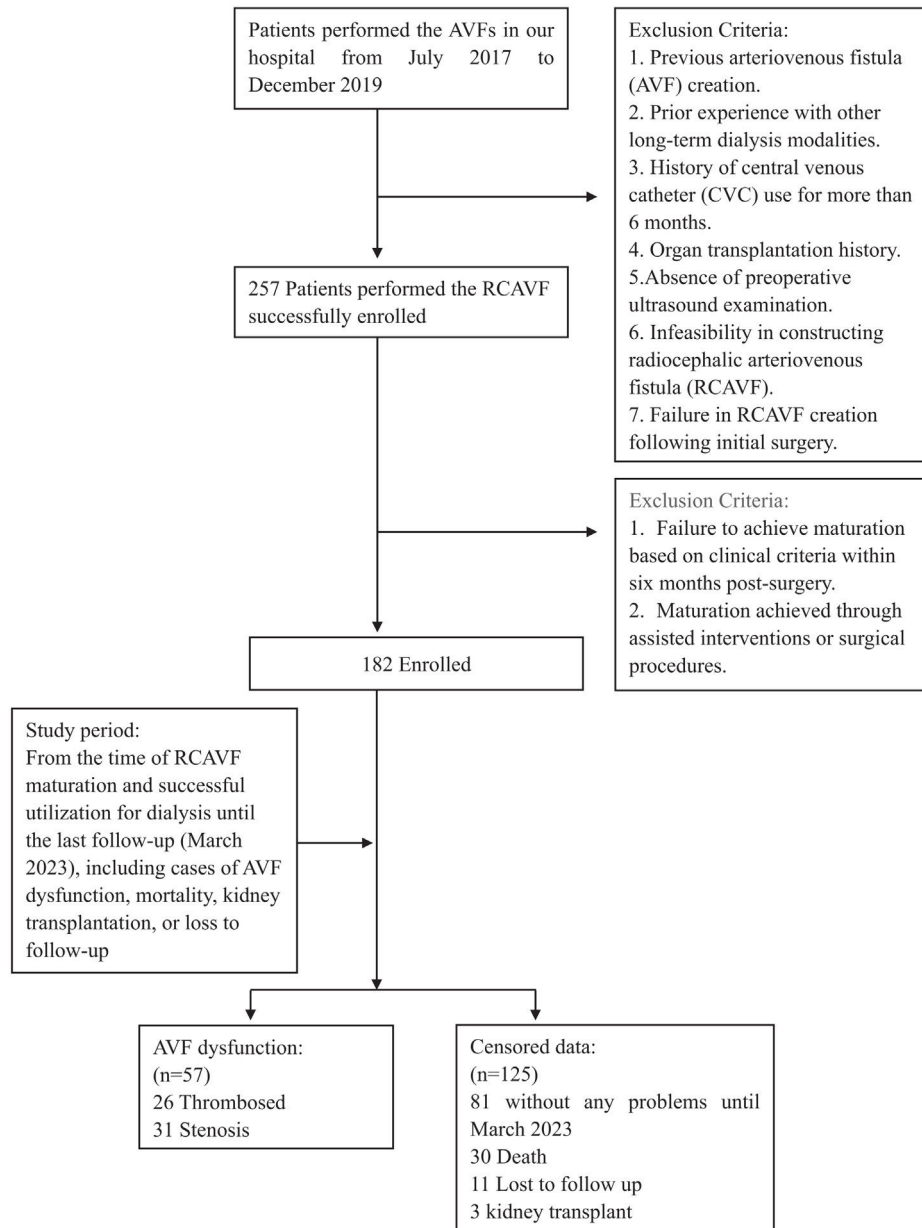 Patients performed the AVFs in our
hospital from July 2017 to
December 2019
Exclusion Criteria:
1. Previous arteriovenous fistula
(AVF) creation.
2. Prior experience with other
long-term dialysis modalities.
3. History of central venous
catheter (CVC) use for more than
6 months.
4. Organ transplantation history.
5.Absence of preoperative
ultrasound examination.
6. Infeasibility in constructing
radiocephalic arteriovenous
fistula (RCAVF).
7. Failure in RCAVF creation
following initial surgery.
257 Patients performed the RCAVF
successfully enrolled
Exclusion Criteria:
1. Failure to achieve maturation
based on clinical criteria within
six months post-surgery.
2. Maturation achieved through
assisted interventions or surgical
procedures.
182 Enrolled
Study period:
From the time of RCAVF
maturation and successful
utilization for dialysis until
the last follow-up (March
2023), including cases of AVF
dysfunction, mortality, kidney
transplantation, or loss to
follow-up
AVF dysfunction:
(n=57)
26 Thrombosed
31 Stenosis
Censored data:
(n=125)
81 without any problems until
March 2023
30 Death
11 Lost to follow up
3 kidney transplant